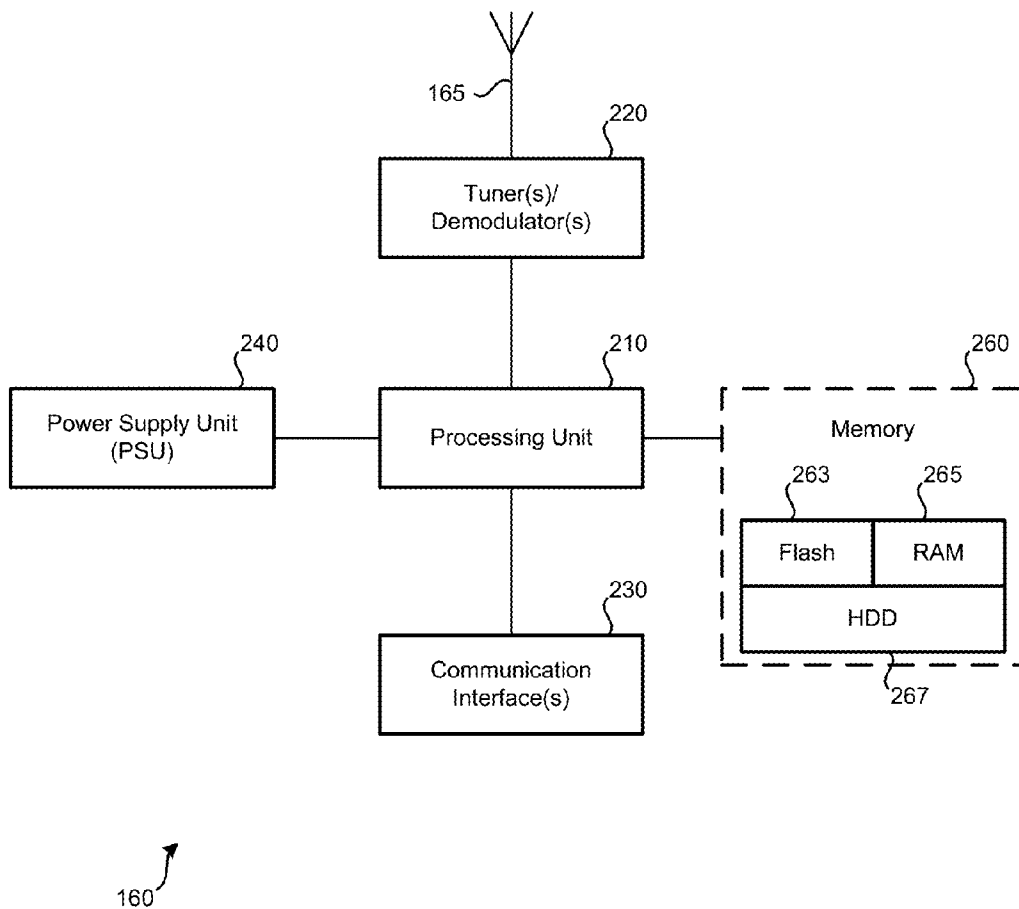 165
220
Tuner(s)/
Demodulator(s)
240
210
260
Power Supply Unit
(PSU)
Processing Unit
Memory
263
265
Flash
RAM
HDD
230
267
Communication
Interface(s)
160